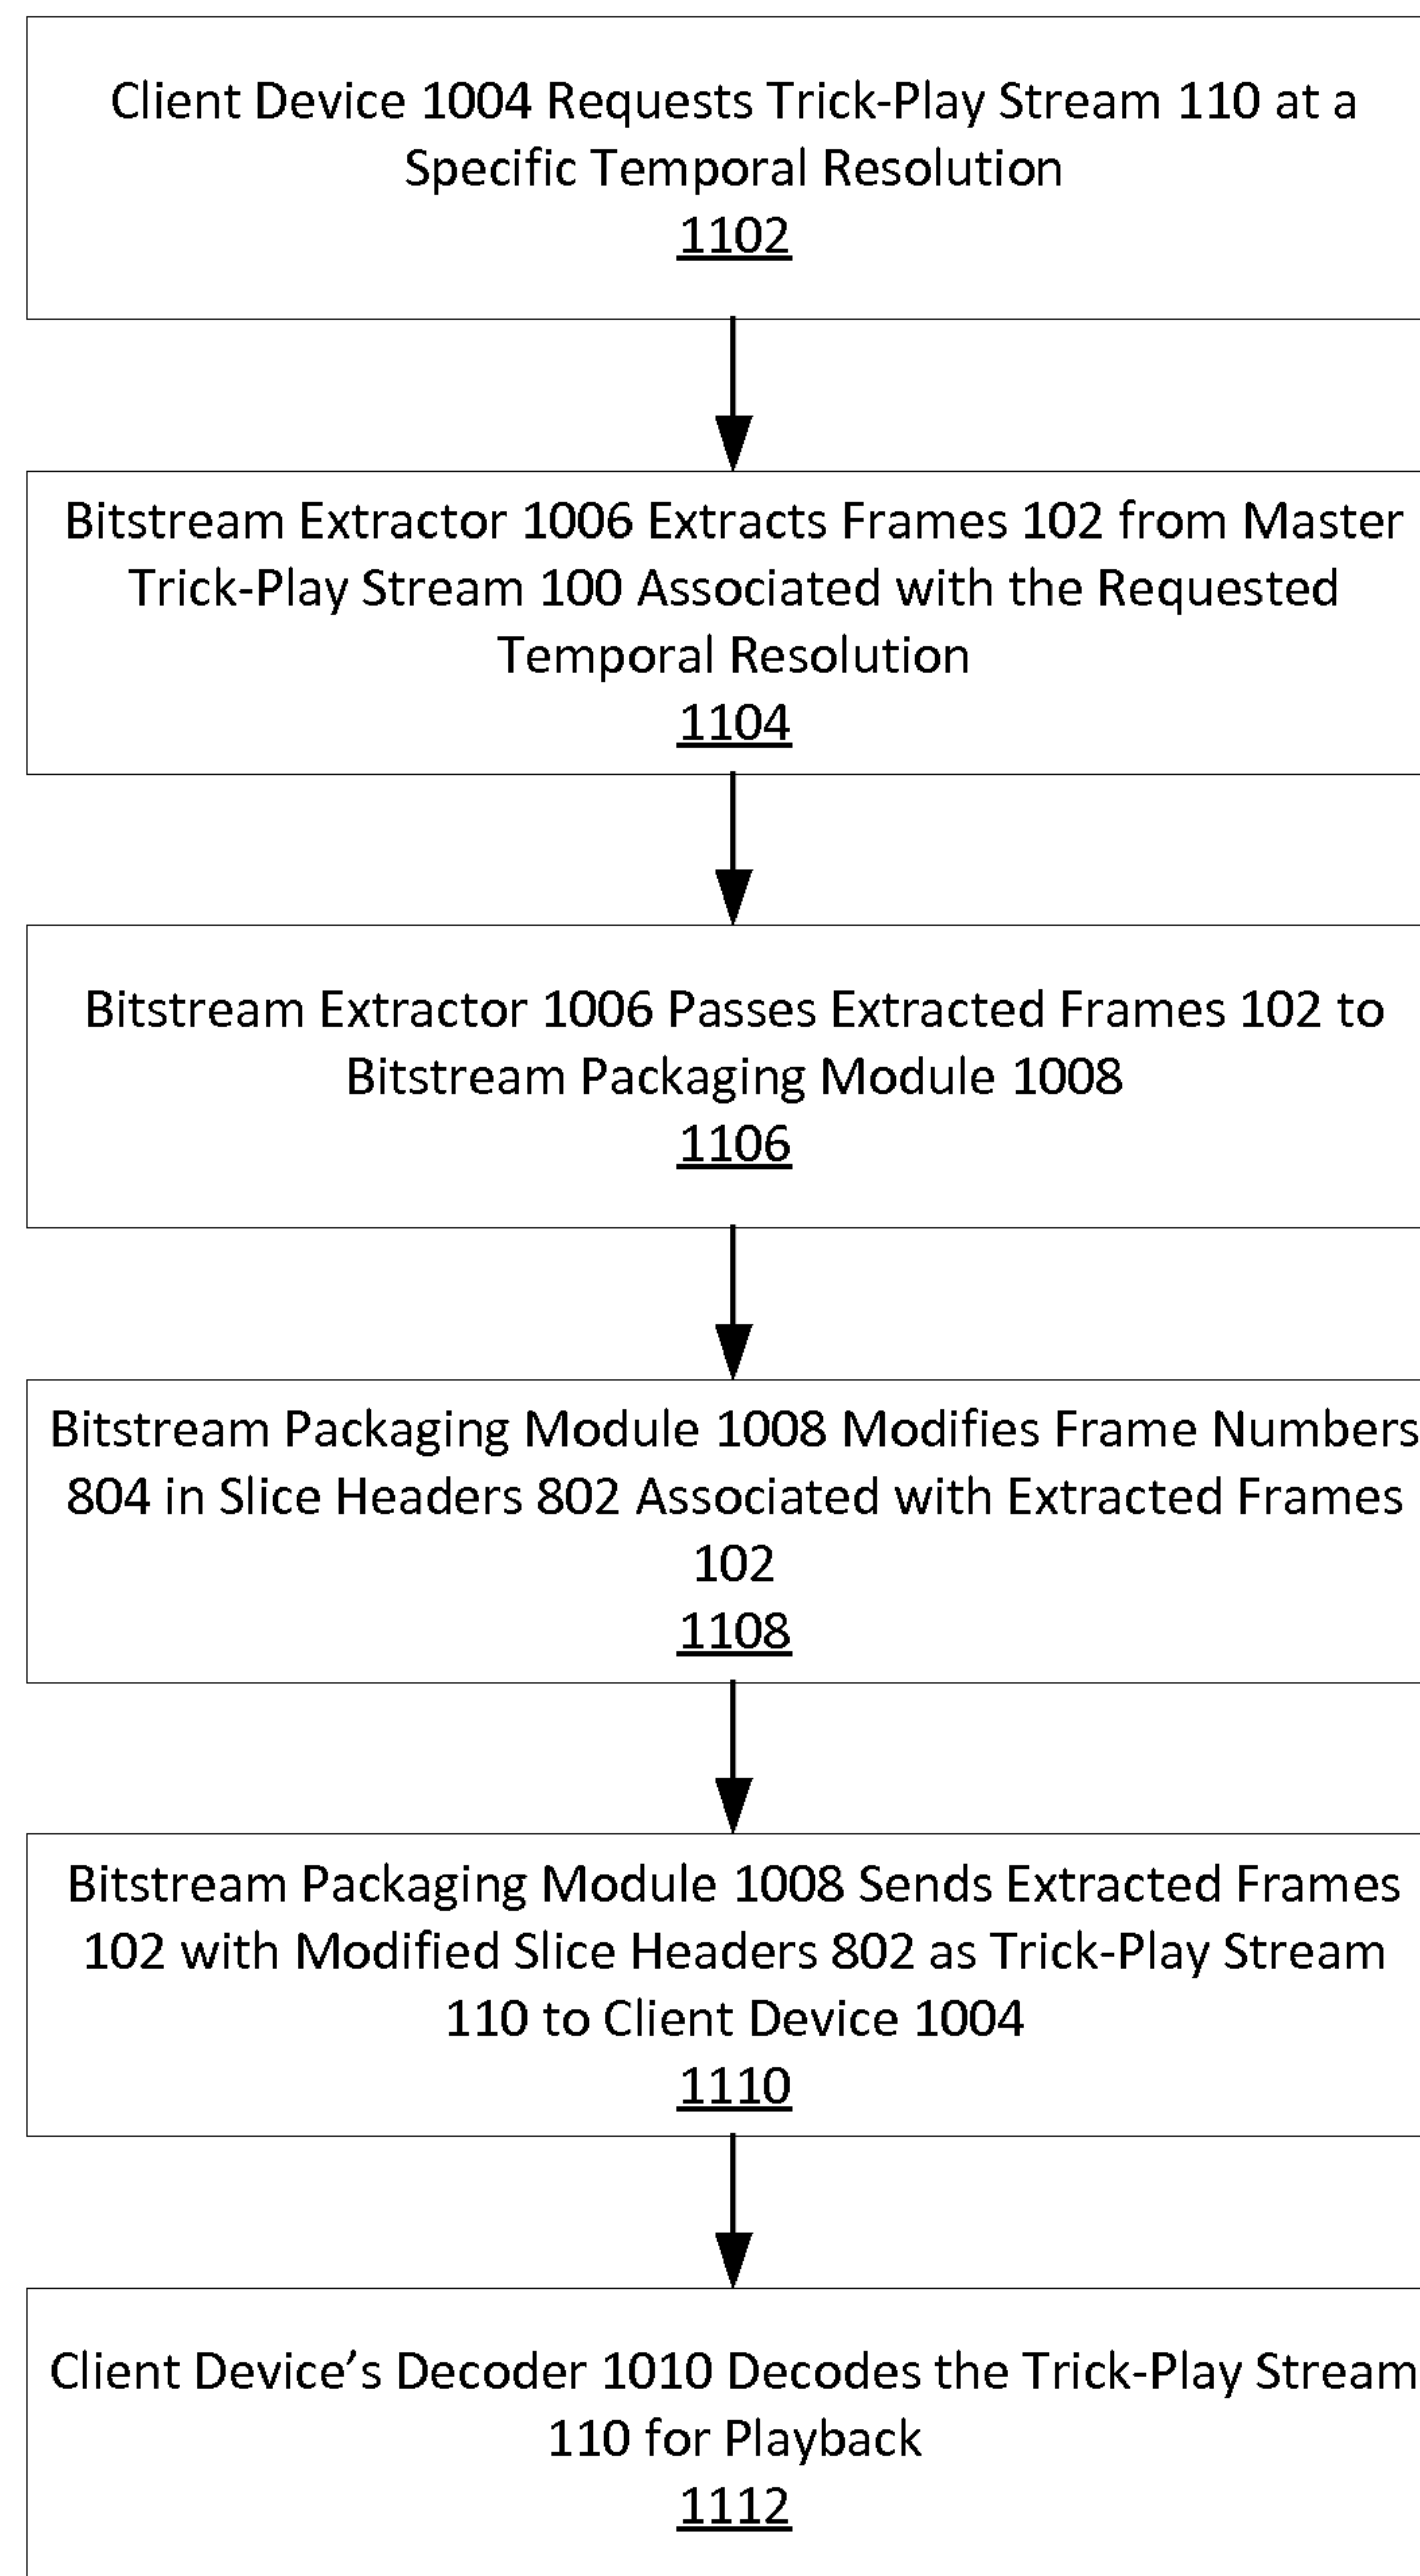 Client Device 1004 Requests Trick-Play Stream 110 at a
Specific Temporal Resolution
1102
Bitstream Extractor 1006 Extracts Frames 102 from Master
Trick-Play Stream 100 Associated with the Requested
Temporal Resolution
1104
Bitstream Extractor 1006 Passes Extracted Frames 102 to
Bitstream Packaging Module 1008
1106
Bitstream Packaging Module 1008 Modifies Frame Numbers
804 in Slice Headers 802 Associated with Extracted Frames
102
1108
Bitstream Packaging Module 1008 Sends Extracted Frames
102 with Modified Slice Headers 802 as Trick-Play Stream
110 to Client Device 1004
1110
Client Device’s Decoder 1010 Decodes the Trick-Play Stream
110 for Playback
1112